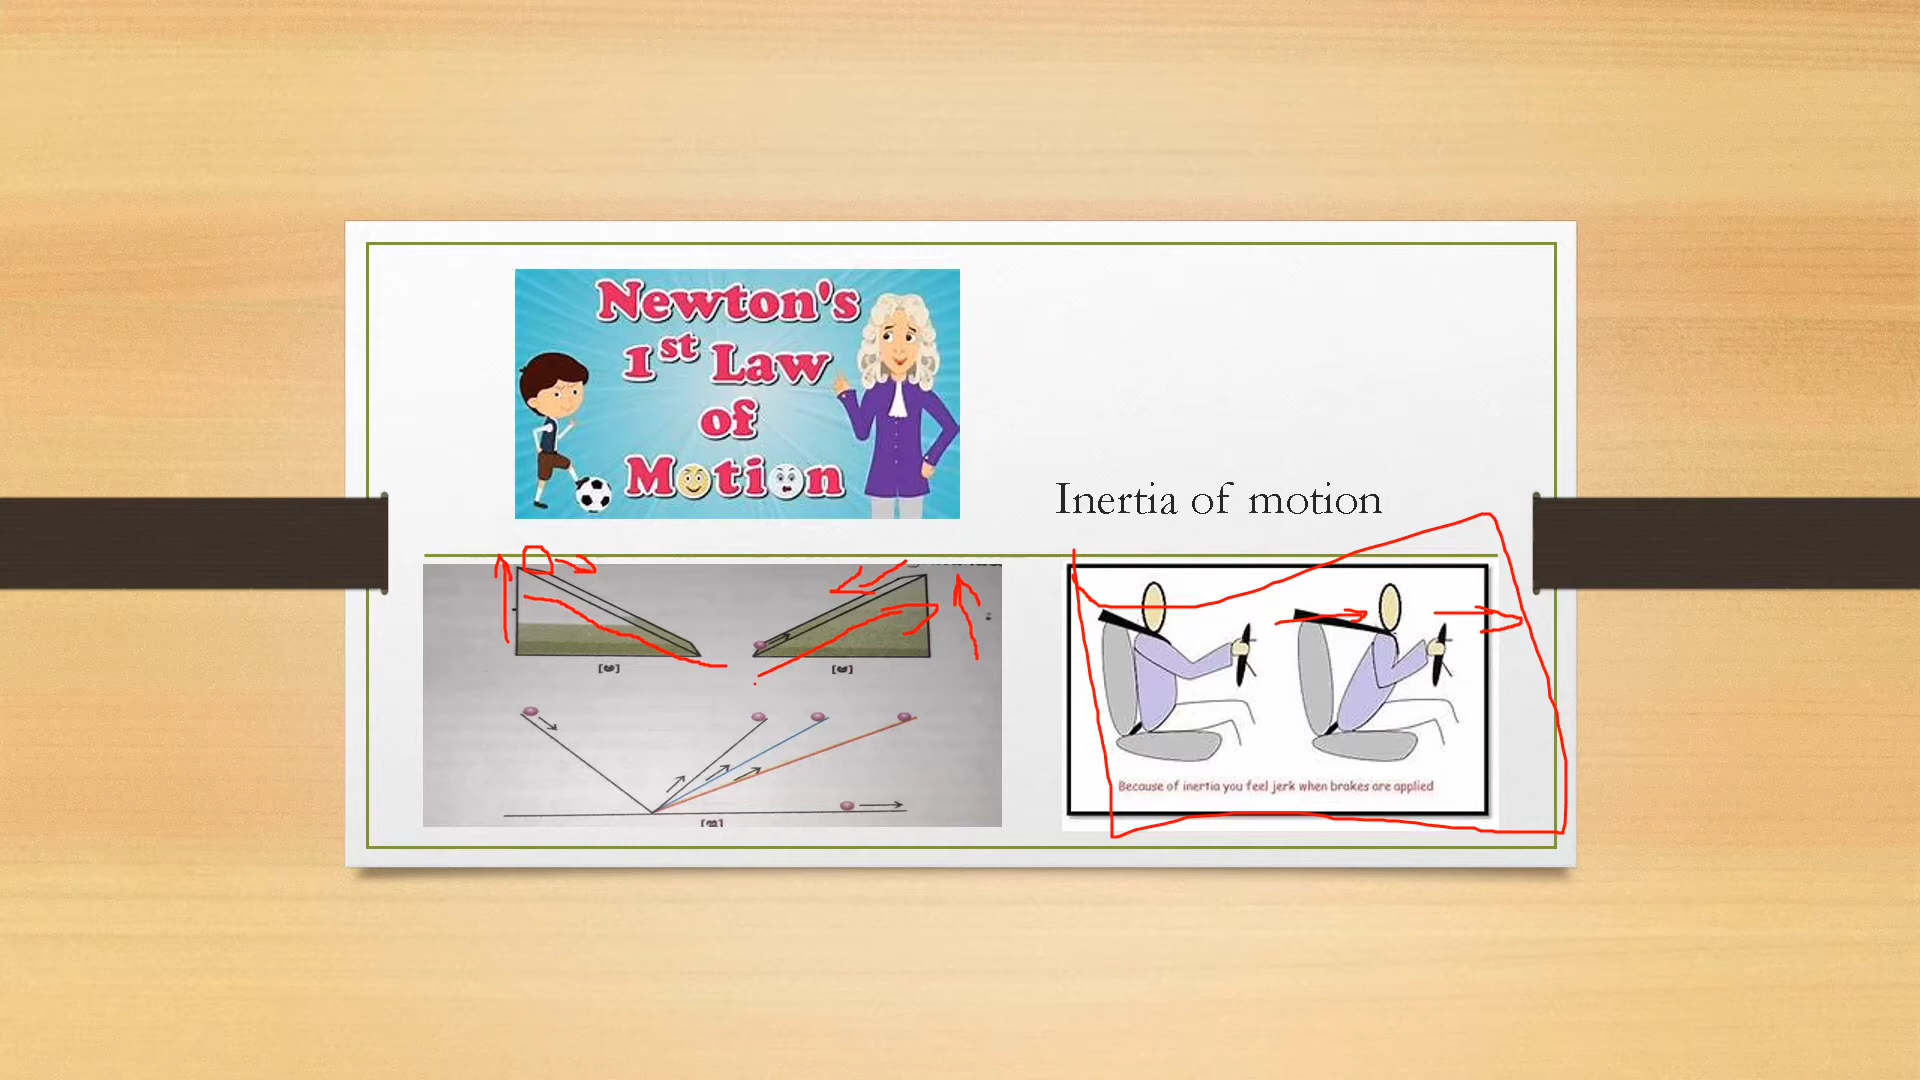 Newton's
1st Law
of
Motion
Inertia of motion
Because of inertia you feel jerk when brakes are applied